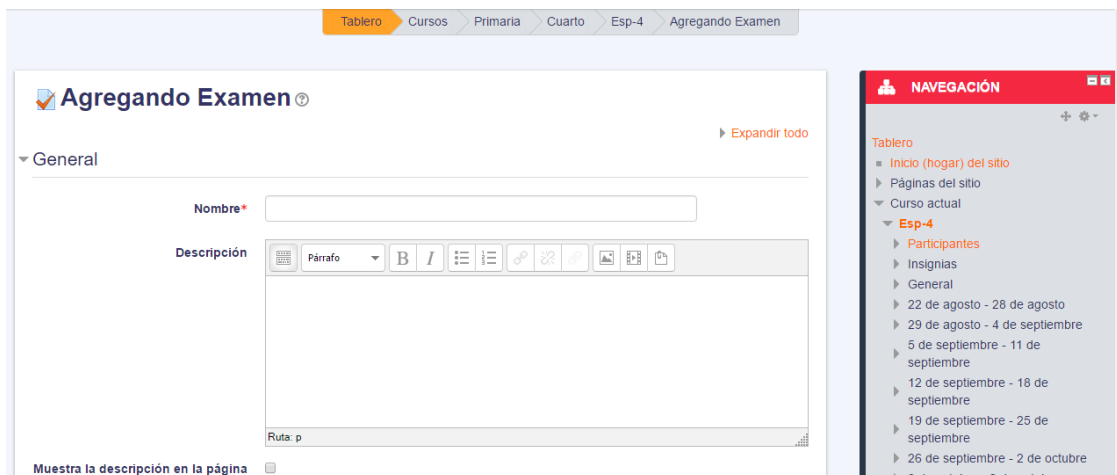 Tablero Cursos Primaria Cuarto Esp-4 Agregando Examen
Agregando Examen
Expandir todo
General
Nombre*
Descripción
Párrafo B I
Ruta: p
Muestra la descripción en la página
NAVEGACIÓN
Tablero
Inicio (hogar) del sitio
Páginas del sitio
Curso actual
Esp-4
Participantes
Insignias
General
22 de agosto - 28 de agosto
29 de agosto - 4 de septiembre
5 de septiembre - 11 de
septiembre
12 de septiembre - 18 de
septiembre
19 de septiembre - 25 de
septiembre
26 de septiembre - 2 de octubre